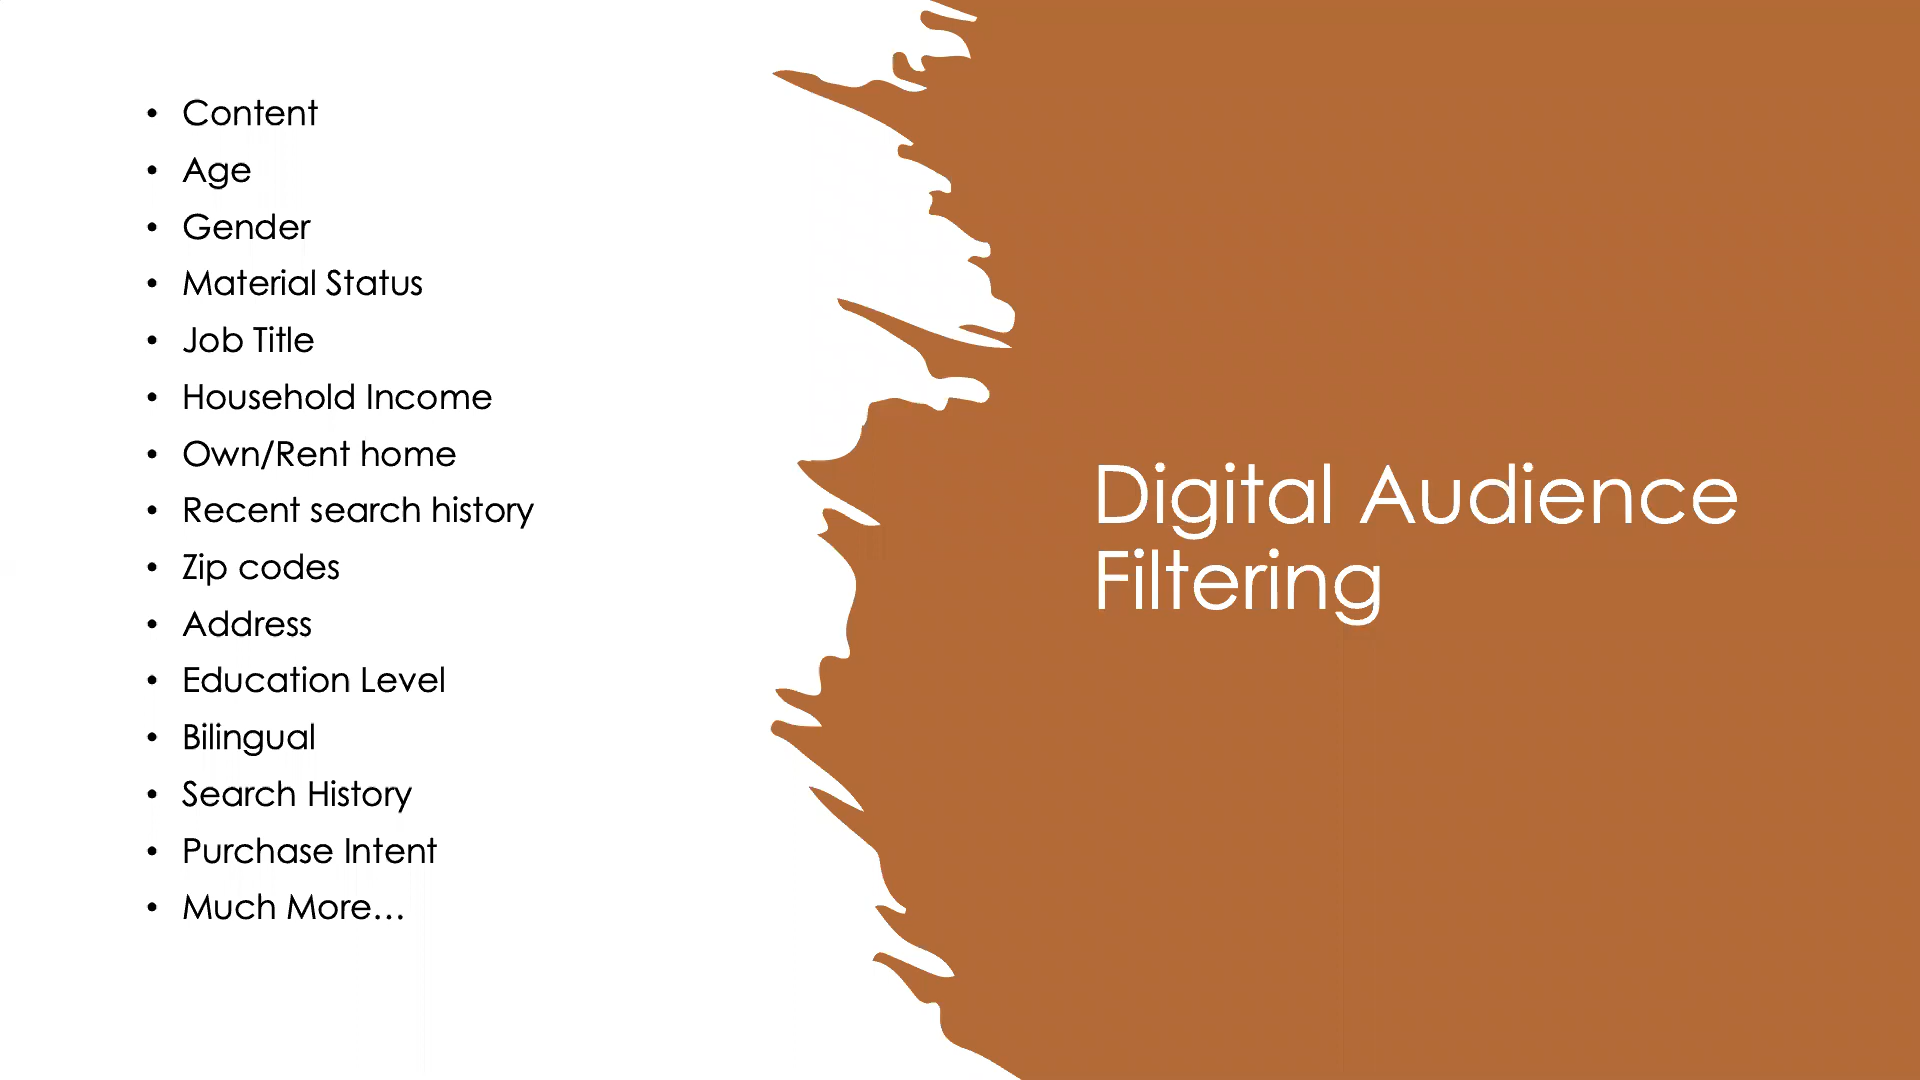 • Content
• Age
• Gender
• Material Status
• Job Title
• Household Income
• Own/Rent home
• Recent search history
• Zip codes
• Address
• Education Level
• Bilingual
• Search History
• Purchase Intent
• Much More…
Digital Audience
Filtering